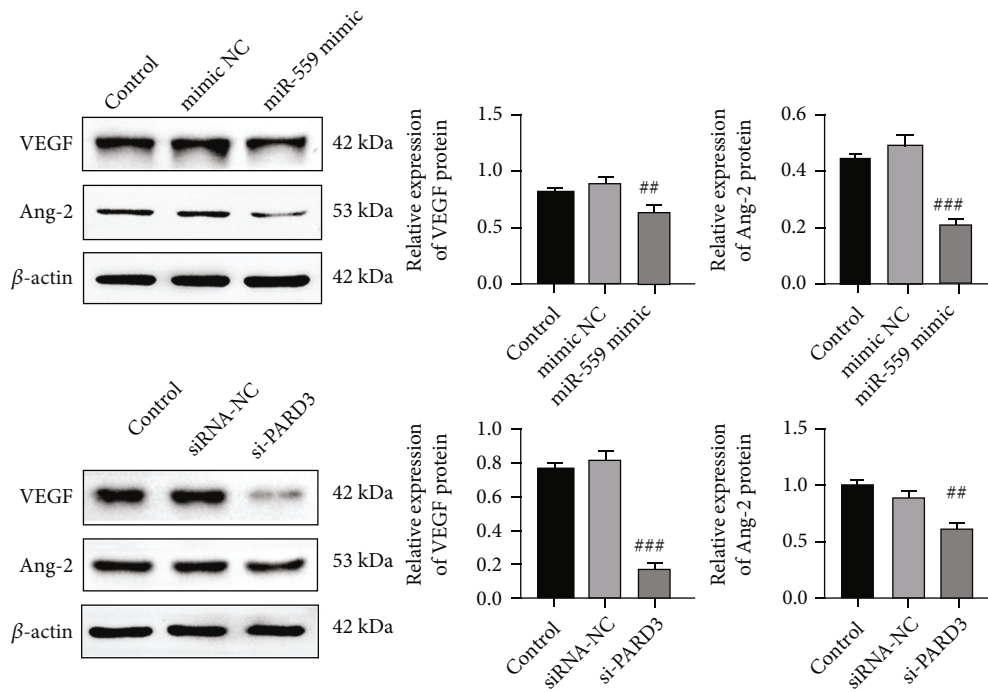 Control
mimic NC
miR-559 mimic
VEGF
42 kDa
Ang-2
53 kDa
β-actin
42 kDa
Relative expression
of VEGF protein
1.5
1.0
0.5
0.0
##
Control
mimic NC
miR-559 mimic
Relative expression
of Ang-2 protein
0.6
0.4
0.2
0.0
###
Control
mimic NC
miR-559 mimic
Control
siRNA-NC
si-PARD3
VEGF
42 kDa
Ang-2
53 kDa
β-actin
42 kDa
Relative expression
of VEGF protein
1.0
0.8
0.6
0.4
0.2
0.0
###
Control
siRNA-NC
si-PARD3
Relative expression
of Ang-2 protein
1.5
1.0
0.5
0.0
##
Control
siRNA-NC
si-PARD3